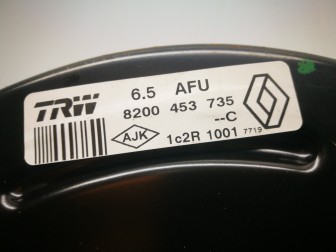 TRW 6.5 AFU
8200 453 735
--C
AJK 1c2R 1001 7719